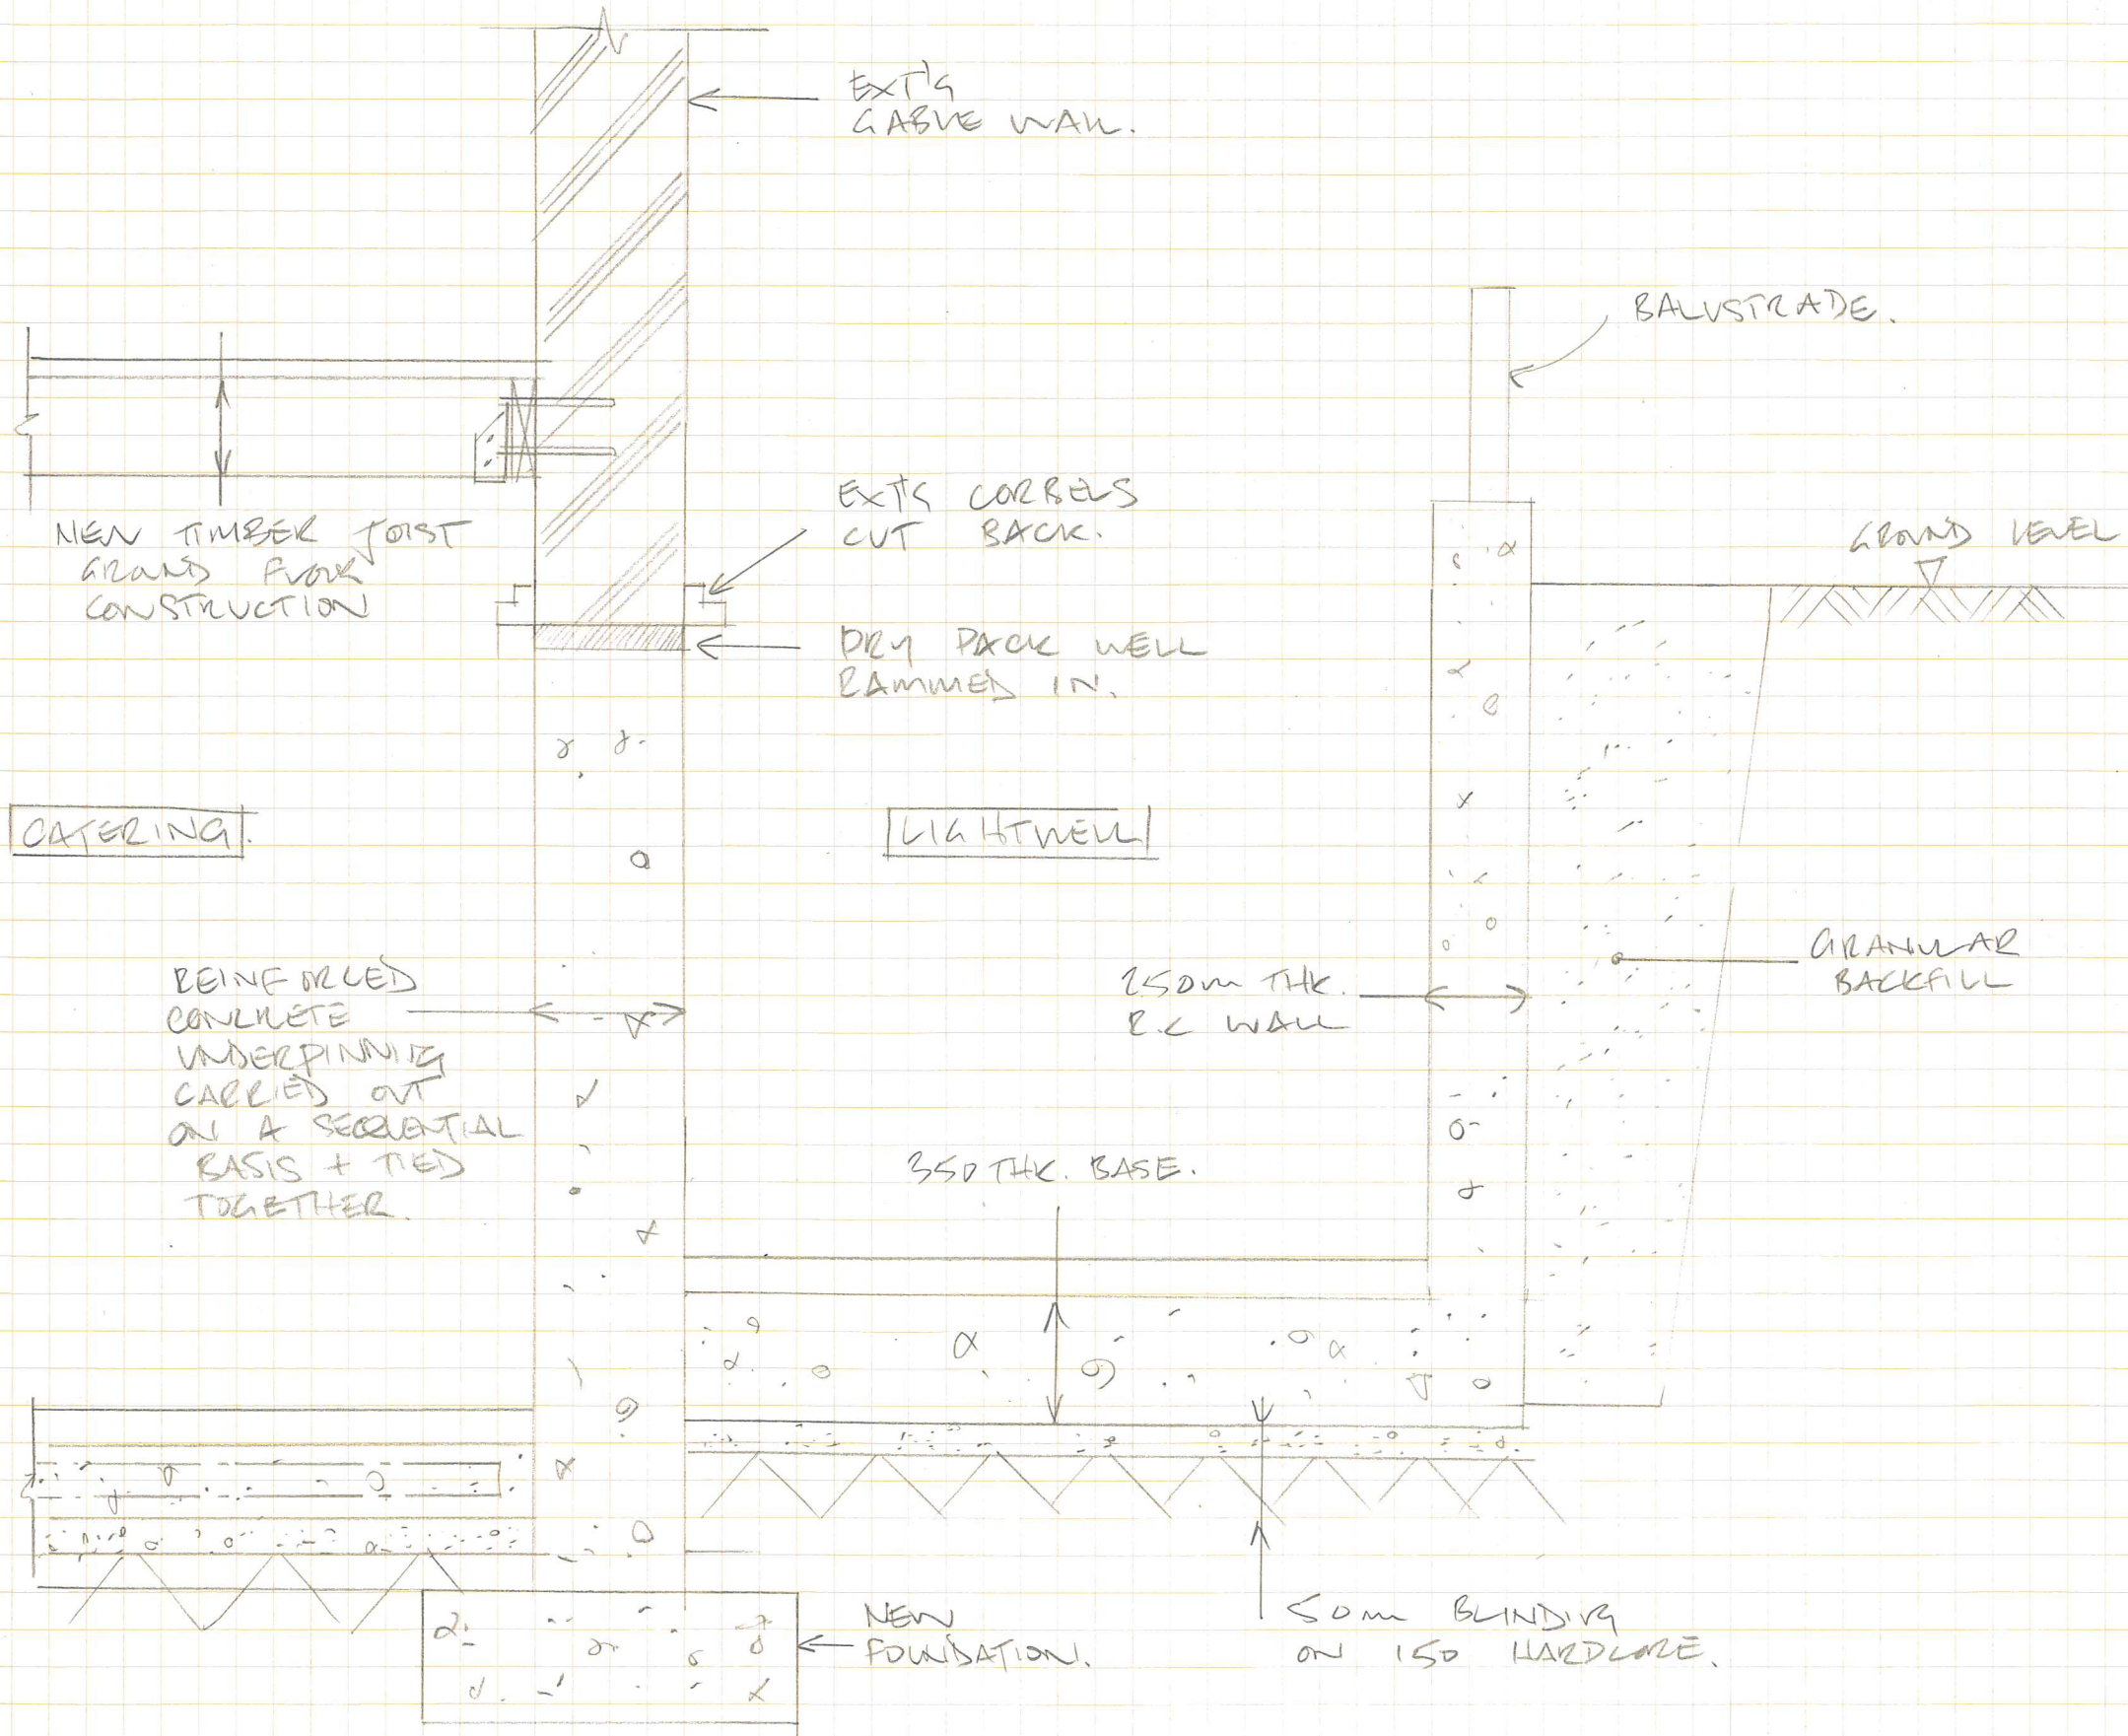 EXT'G
GABLE WALL.
BALUSTRADE.
EXT'G CORBELS
CUT BACK.
NEW TIMBER JOIST
GROUND FLOOR
CONSTRUCTION
GROUND LEVEL
DRY PACK WELL
RAMMED IN.
CATERING
LIGHTWELL
REINFORCED
CONCRETE
UNDERPINNING
CARRIED OUT
ON A SEQUENTIAL
BASIS + TIED
TOGETHER.
250mm THK.
R.C WALL
GRANULAR
BACKFILL
350 THK. BASE.
NEW
FOUNDATION.
50mm BLINDING
ON 150 HARDCORE.